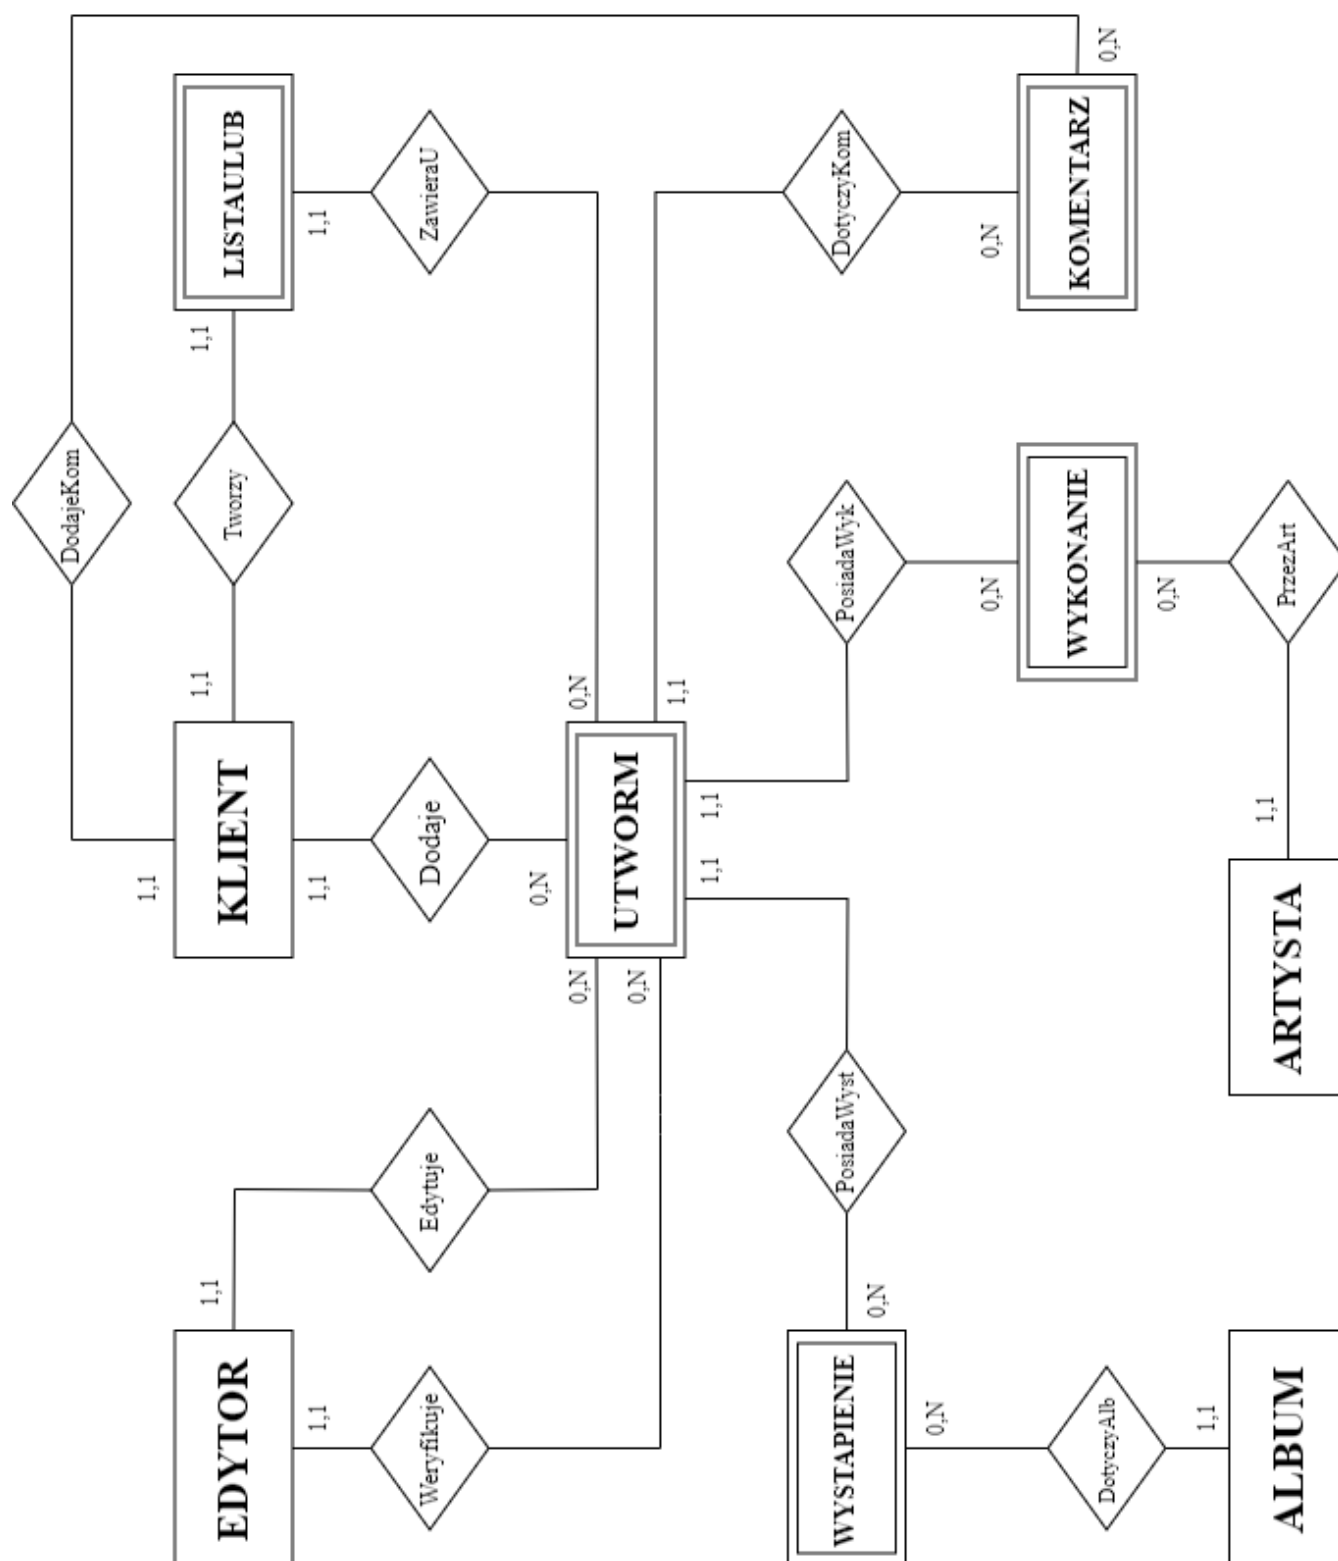 DodajeKom
1,1
1,1
1,1
1,1
EDYTOR
KLIENT
Tworzy
LISTAULUB
1,1
1,1
1,1
Weryfikuje
Edytuje
Dodaje
ZawieraU
0,N
0,N
0,N
0,N
UTWORM
1,1
1,1
1,1
WYSTAPIENIE
PosiadaWyst
PosiadaWyk
DotyczyKom
0,N
0,N
0,N
0,N
WYKONANIE
KOMENTARZ
DotyczyAlb
0,N
0,N
1,1
1,1
ALBUM
ARTYSTA
PrzezArt